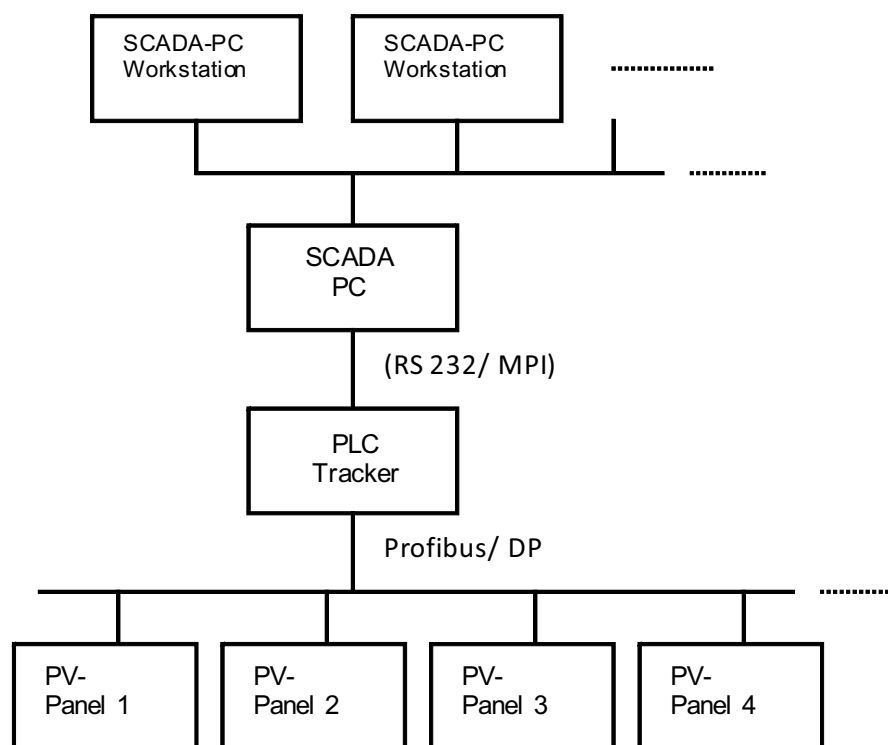 SCADA-PC
Workstation
SCADA-PC
Workstation
SCADA
PC
(RS 232/ MPI)
PLC
Tracker
Profibus/ DP
PV-
Panel 1
PV-
Panel 2
PV-
Panel 3
PV-
Panel 4